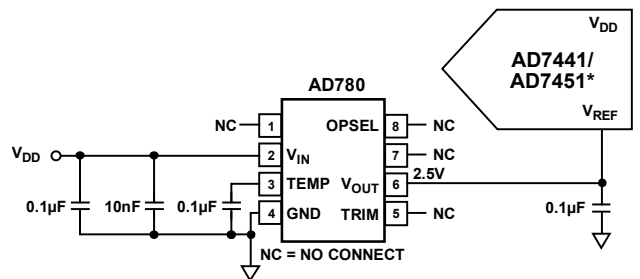 V_DD
AD7441/
AD7451*
V_REF
AD780
NC 1 OPSEL 8 NC
V_DD 2 V_IN 7 NC
3 TEMP V_OUT 6 2.5V
4 GND TRIM 5 NC
0.1µF 10nF 0.1µF 0.1µF
NC = NO CONNECT